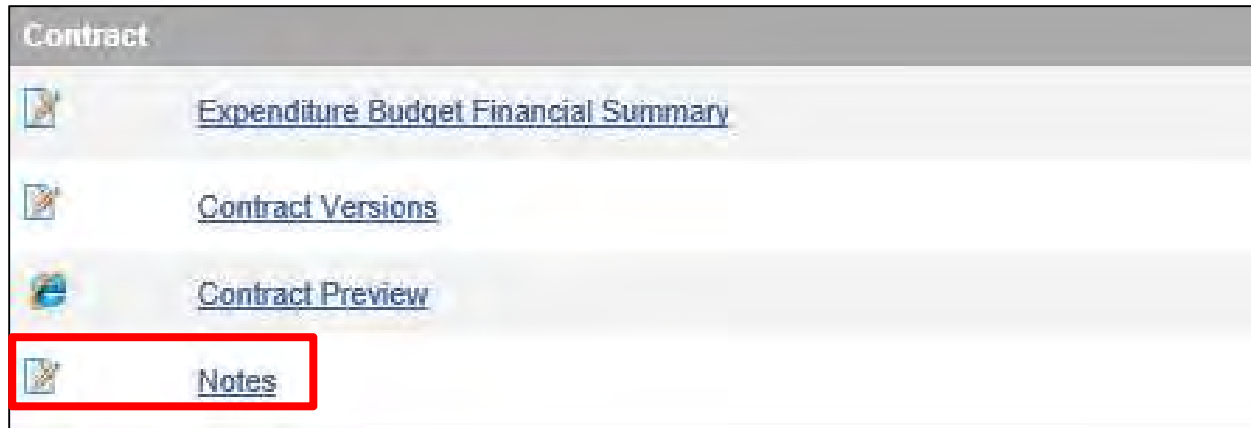 Contract
Expenditure Budget Financial Summary
Contract Versions
Contract Preview
Notes